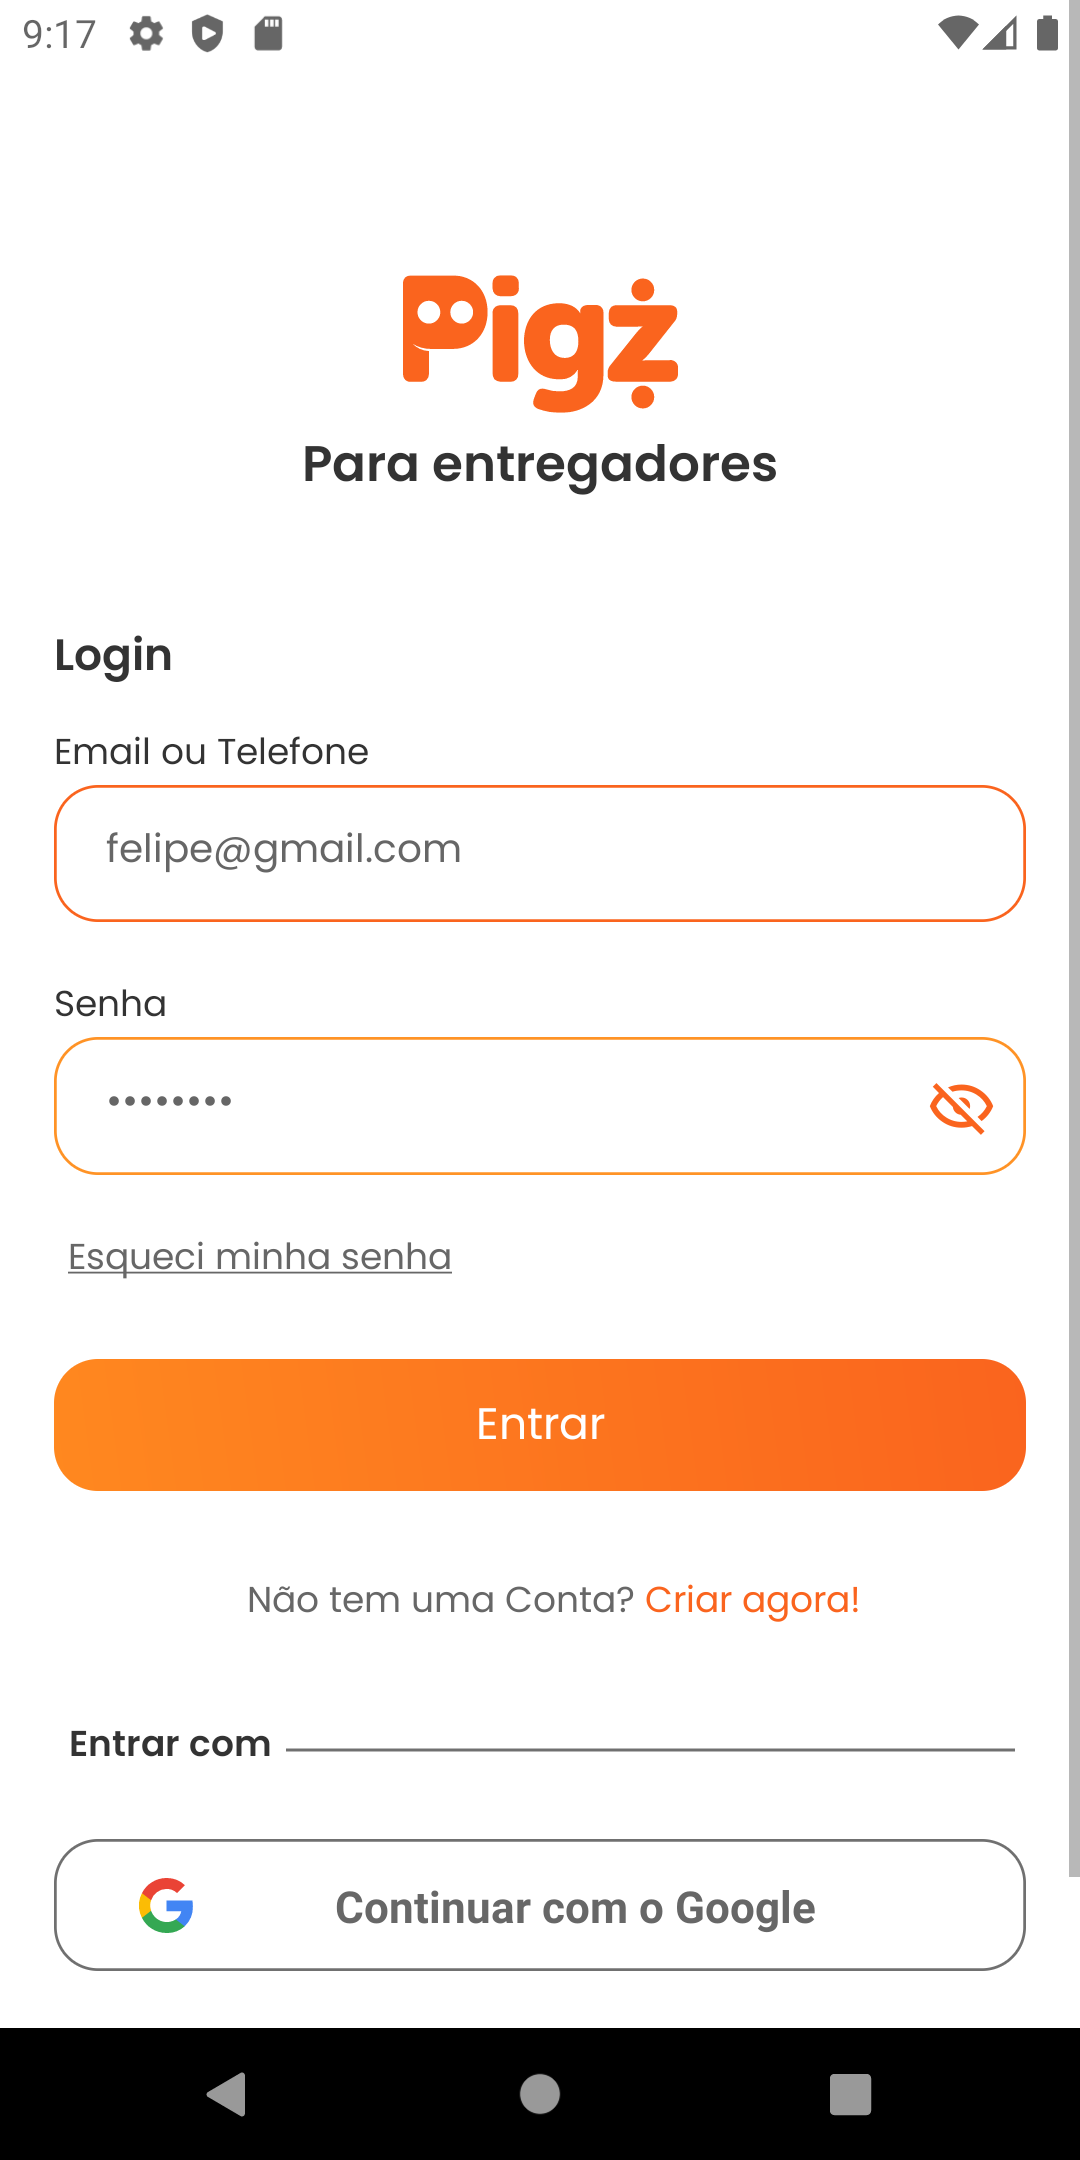 9:17
Pigz
Para entregadores
Login
Email ou Telefone
felipe@gmail.com
Senha
••••••••
Esqueci minha senha
Entrar
Não tem uma Conta? Criar agora!
Entrar com
Continuar com o Google